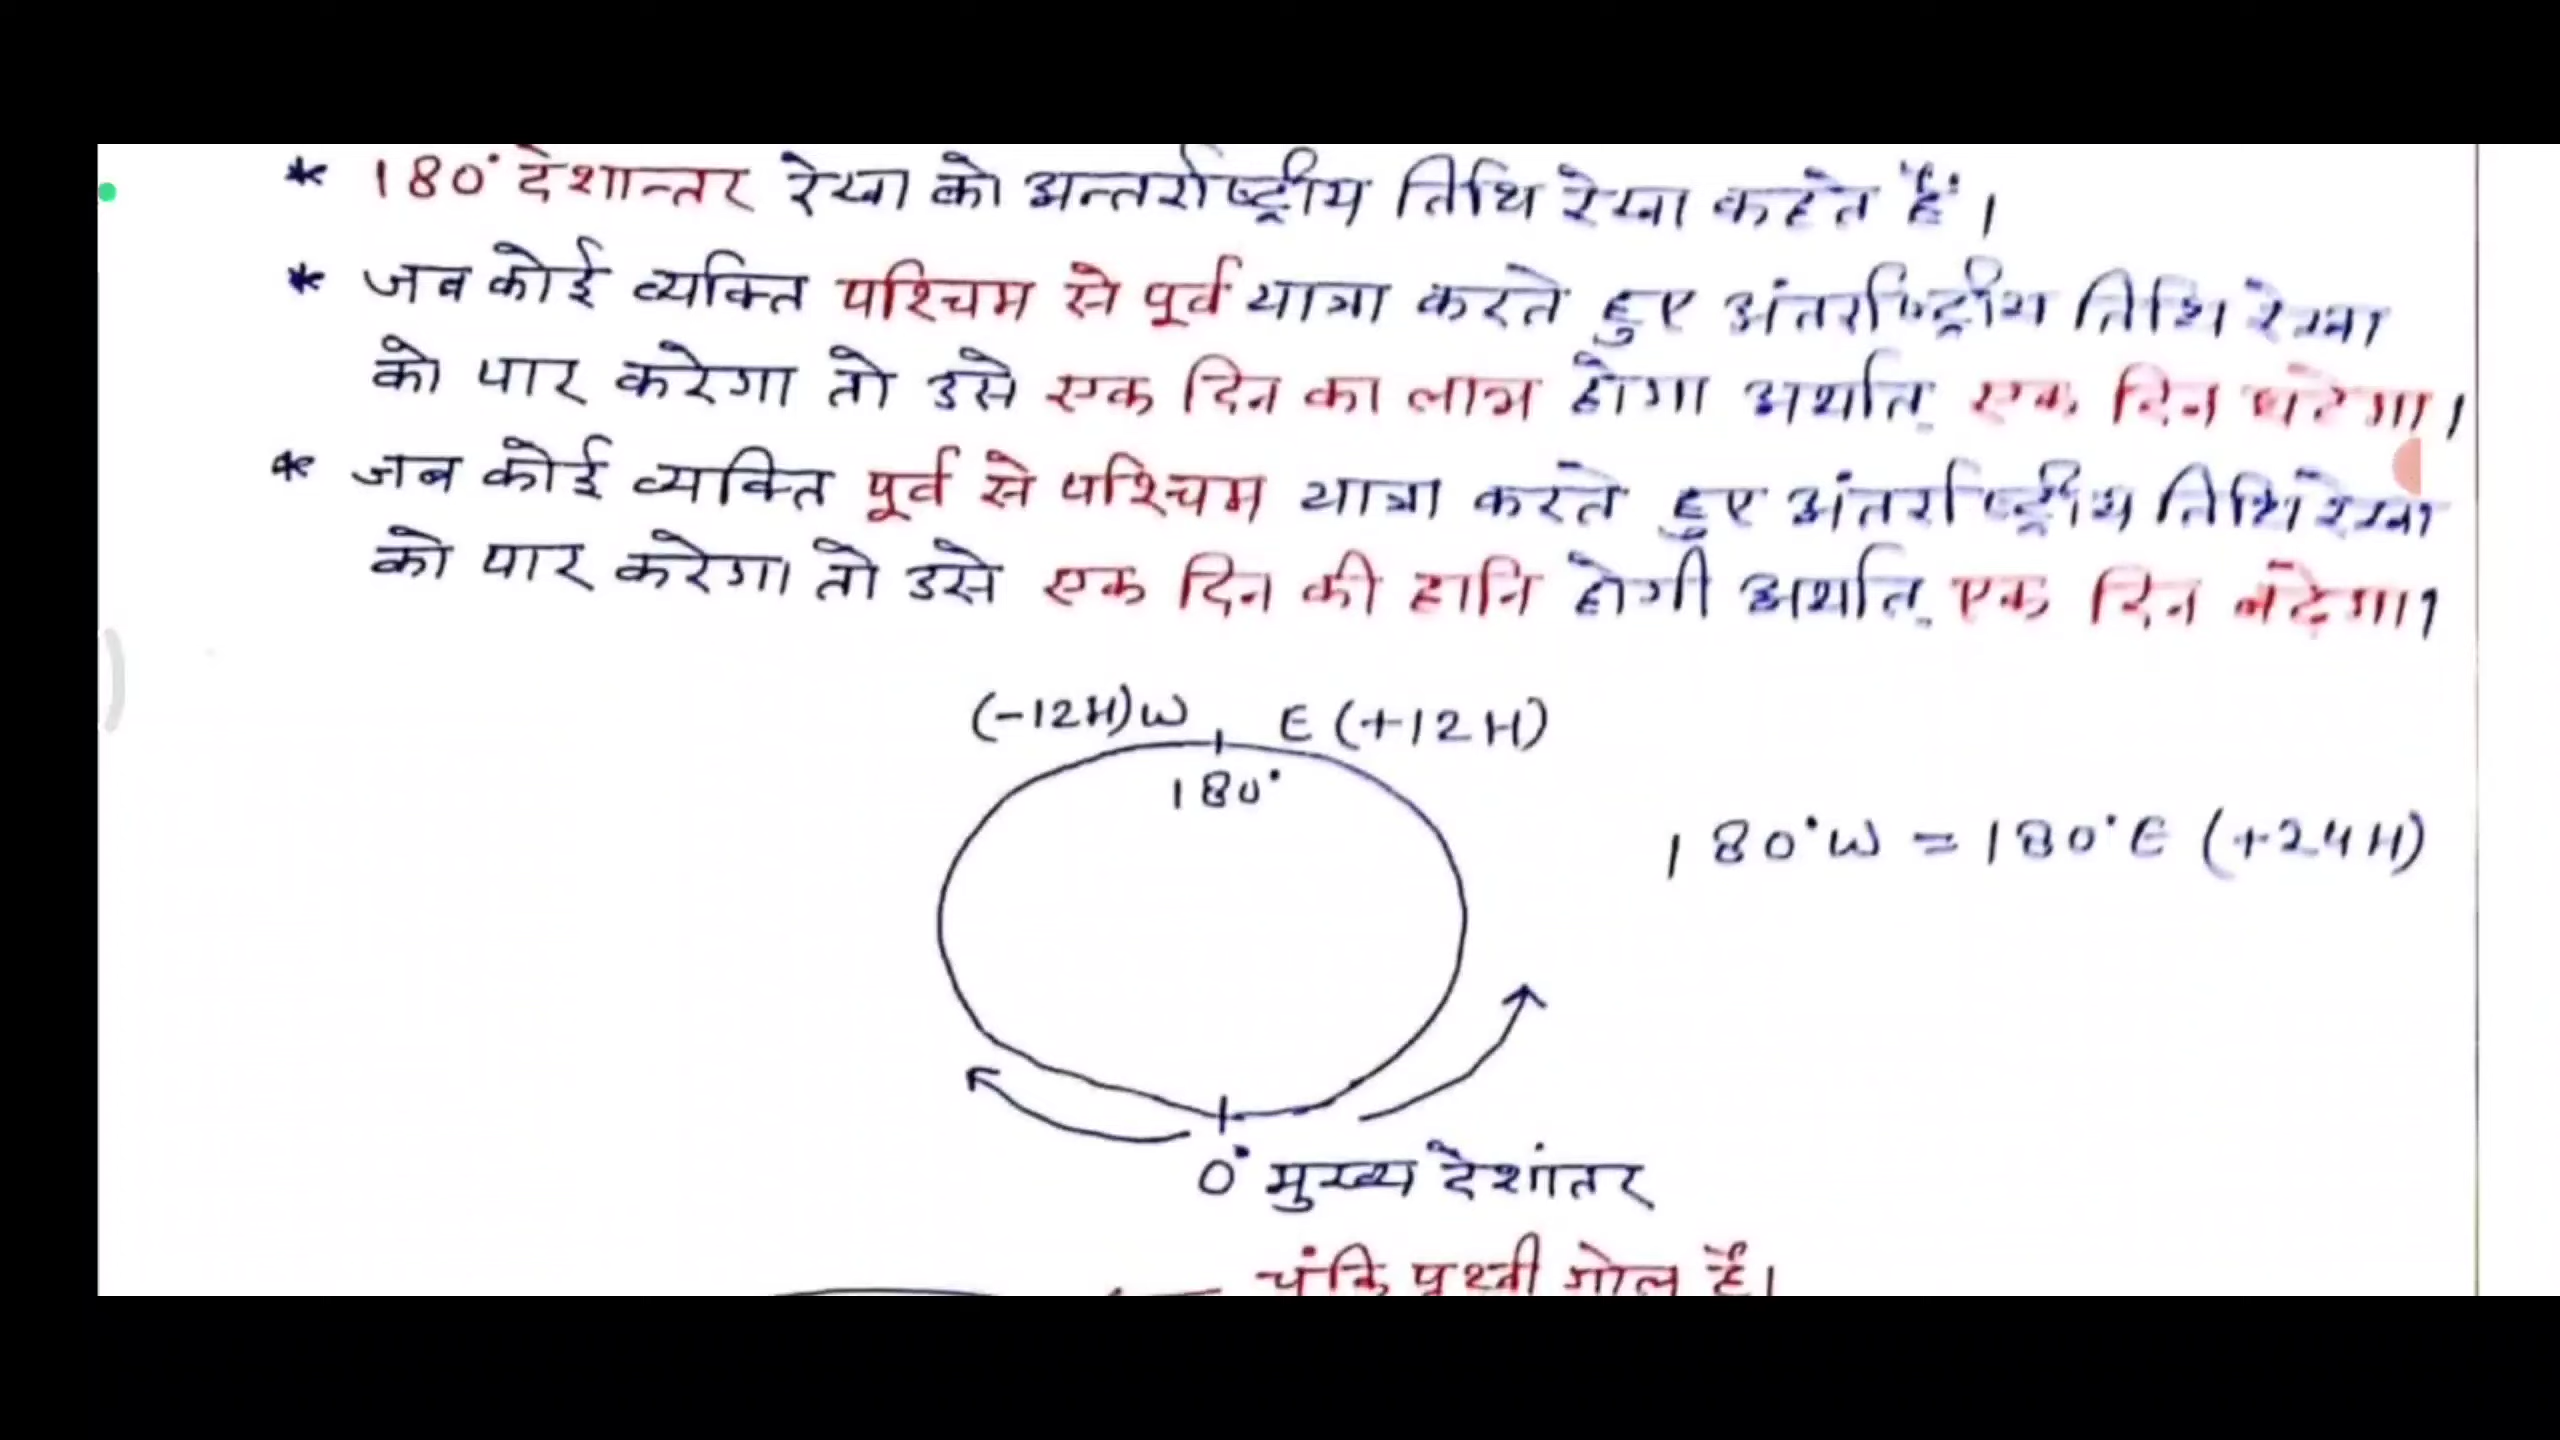 * 180° देशान्तर रेखा को अन्तर्राष्ट्रीय तिथि रेखा कहते हैं।
* जब कोई व्यक्ति पश्चिम से पूर्व यात्रा करते हुए अंतर्राष्ट्रीय तिथि रेखा
को पार करेगा तो उसे एक दिन का लाभ होगा अर्थात् एक दिन घटेगा।
* जब कोई व्यक्ति पूर्व से पश्चिम यात्रा करते हुए अंतर्राष्ट्रीय तिथि रेखा
को पार करेगा तो उसे एक दिन की हानि होगी अर्थात् एक दिन बढ़ेगा।
(-12H)W E (+12H)
180°
180°W = 180°E (+24H)
0° मुख्य देशांतर
चूंकि पृथ्वी गोल है।